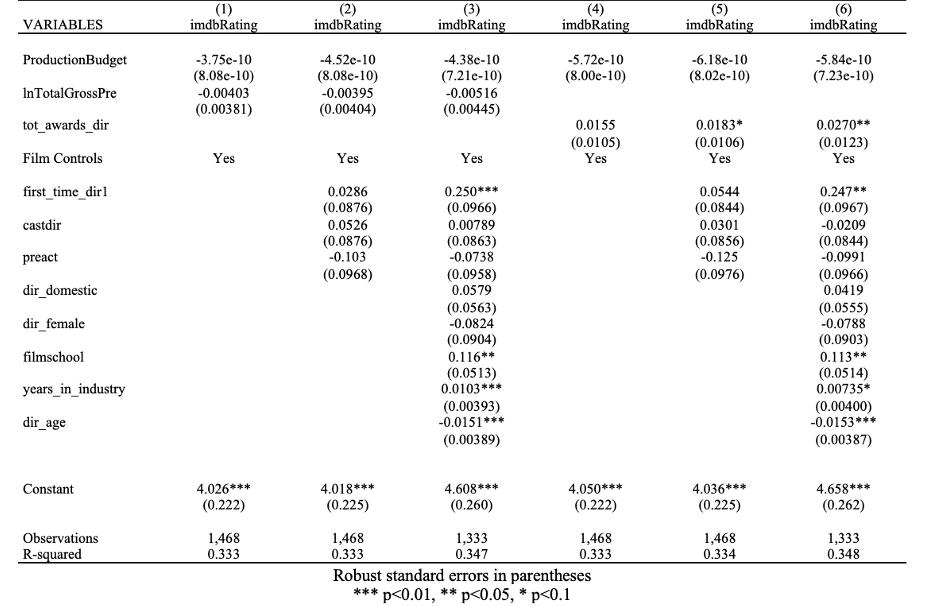 (1) (2) (3) (4) (5) (6)
VARIABLES imdbRating imdbRating imdbRating imdbRating imdbRating imdbRating
ProductionBudget -3.75e-10 -4.52e-10 -4.38e-10 -5.72e-10 -6.18e-10 -5.84e-10
(8.08e-10) (8.08e-10) (7.21e-10) (8.00e-10) (8.02e-10) (7.23e-10)
lnTotalGrossPre -0.00403 -0.00395 -0.00516
(0.00381) (0.00404) (0.00445)
tot_awards_dir 0.0155 0.0183* 0.0270**
(0.0105) (0.0106) (0.0123)
Film Controls Yes Yes Yes Yes Yes Yes
first_time_dir1 0.0286 0.250*** 0.0544 0.247**
(0.0876) (0.0966) (0.0844) (0.0967)
castdir 0.0526 0.00789 0.0301 -0.0209
(0.0876) (0.0863) (0.0856) (0.0844)
preact -0.103 -0.0738 -0.125 -0.0991
(0.0968) (0.0958) (0.0976) (0.0966)
dir_domestic 0.0579 0.0419
(0.0563) (0.0555)
dir_female -0.0824 -0.0788
(0.0904) (0.0903)
filmschool 0.116** 0.113**
(0.0513) (0.0514)
years_in_industry 0.0103*** 0.00735*
(0.00393) (0.00400)
dir_age -0.0151*** -0.0153***
(0.00389) (0.00387)
Constant 4.026*** 4.018*** 4.608*** 4.050*** 4.036*** 4.658***
(0.222) (0.225) (0.260) (0.222) (0.225) (0.262)
Observations 1,468 1,468 1,333 1,468 1,468 1,333
R-squared 0.333 0.333 0.347 0.333 0.334 0.348
Robust standard errors in parentheses
*** p<0.01, ** p<0.05, * p<0.1